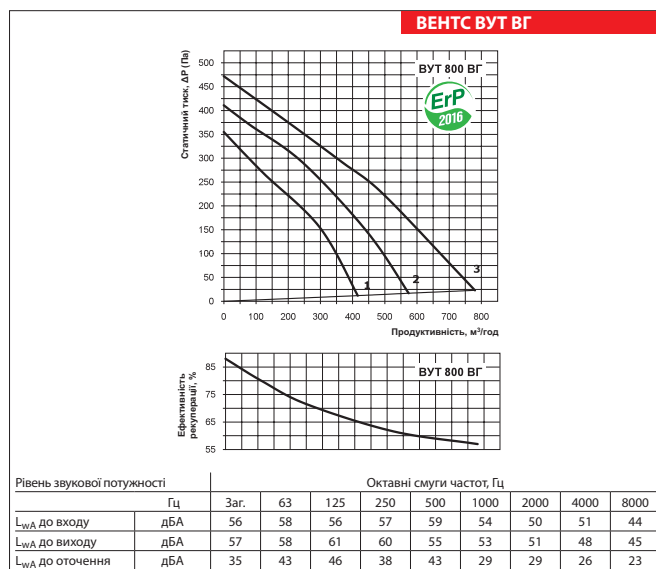 ВЕНТС ВУТ ВГ
Статичний тиск, ΔP (Па)
500
450
400
350
300
250
200
150
100
50
0
ВУТ 800 ВГ
ErP
2016
1
2
3
0 100 200 300 400 500 600 700 800
Продуктивність, м³/год
Ефективність
рекуперації, %
85
75
65
55
ВУТ 800 ВГ
Рівень звукової потужності Октавні смуги частот, Гц
Гц Заг. 63 125 250 500 1000 2000 4000 8000
LwA до входу дБА 56 58 56 57 59 54 50 51 44
LwA до виходу дБА 57 58 61 60 55 53 51 48 45
LwA до оточення дБА 35 43 46 38 43 29 29 26 23